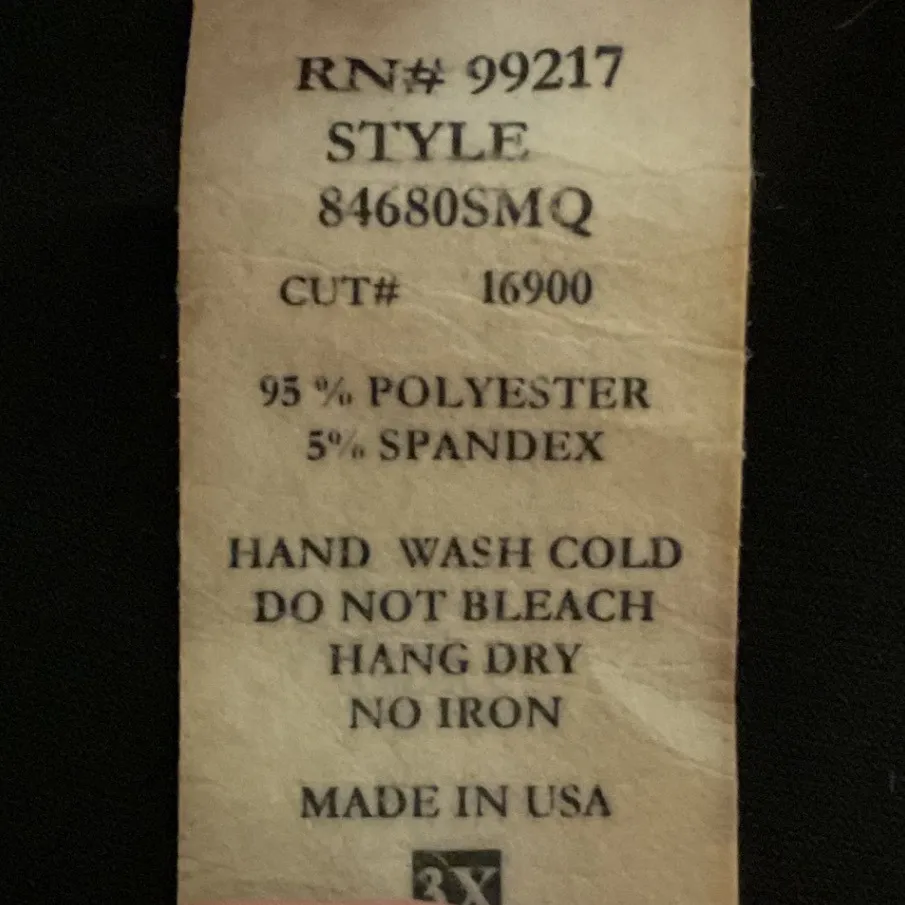 RN# 99217
STYLE
84680SMQ
CUT# 16900
95 % POLYESTER
5% SPANDEX
HAND WASH COLD
DO NOT BLEACH
HANG DRY
NO IRON
MADE IN USA
3X